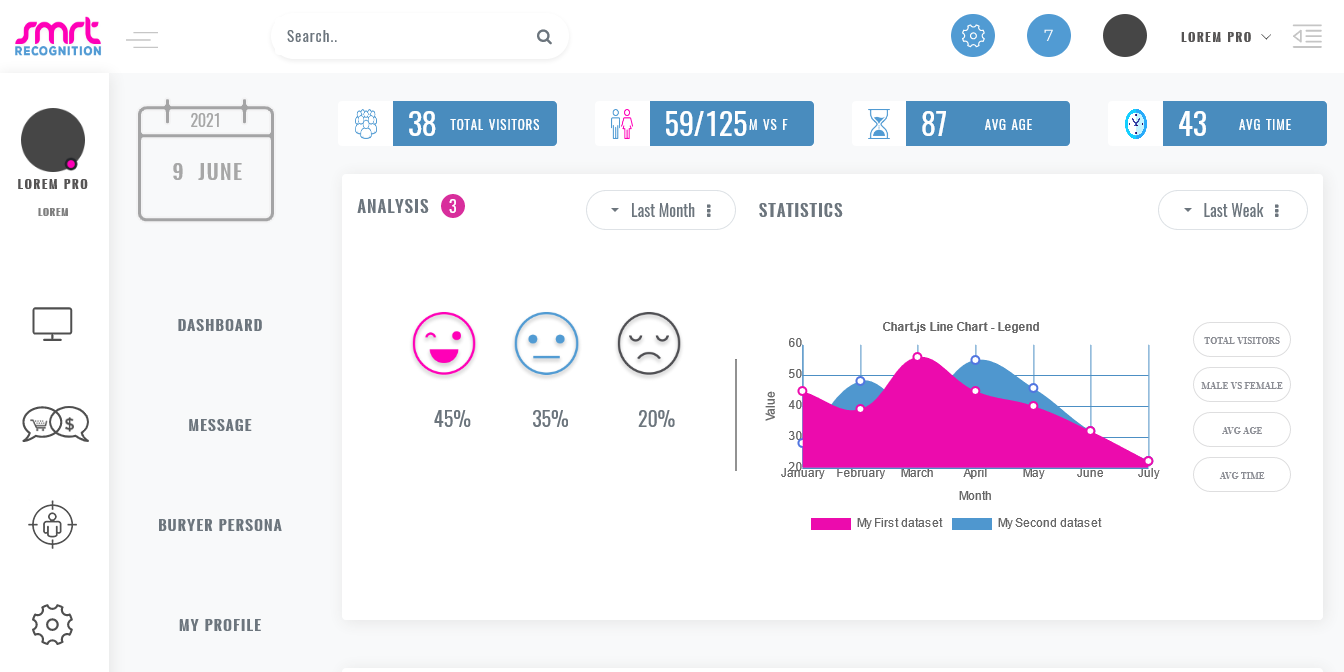 smrt
RECOGNITION
Search..
7
LOREM PRO
LOREM PRO
LOREM
2021
9 JUNE
DASHBOARD
MESSAGE
BURYER PERSONA
MY PROFILE
38 TOTAL VISITORS
59/125 M VS F
87 AVG AGE
43 AVG TIME
ANALYSIS 3
Last Month
STATISTICS
Last Weak
45% 35% 20%
Chart.js Line Chart - Legend
60
50
40
30
20
Value
January February March April May June July
Month
My First dataset My Second dataset
TOTAL VISITORS
MALE VS FEMALE
AVG AGE
AVG TIME
$